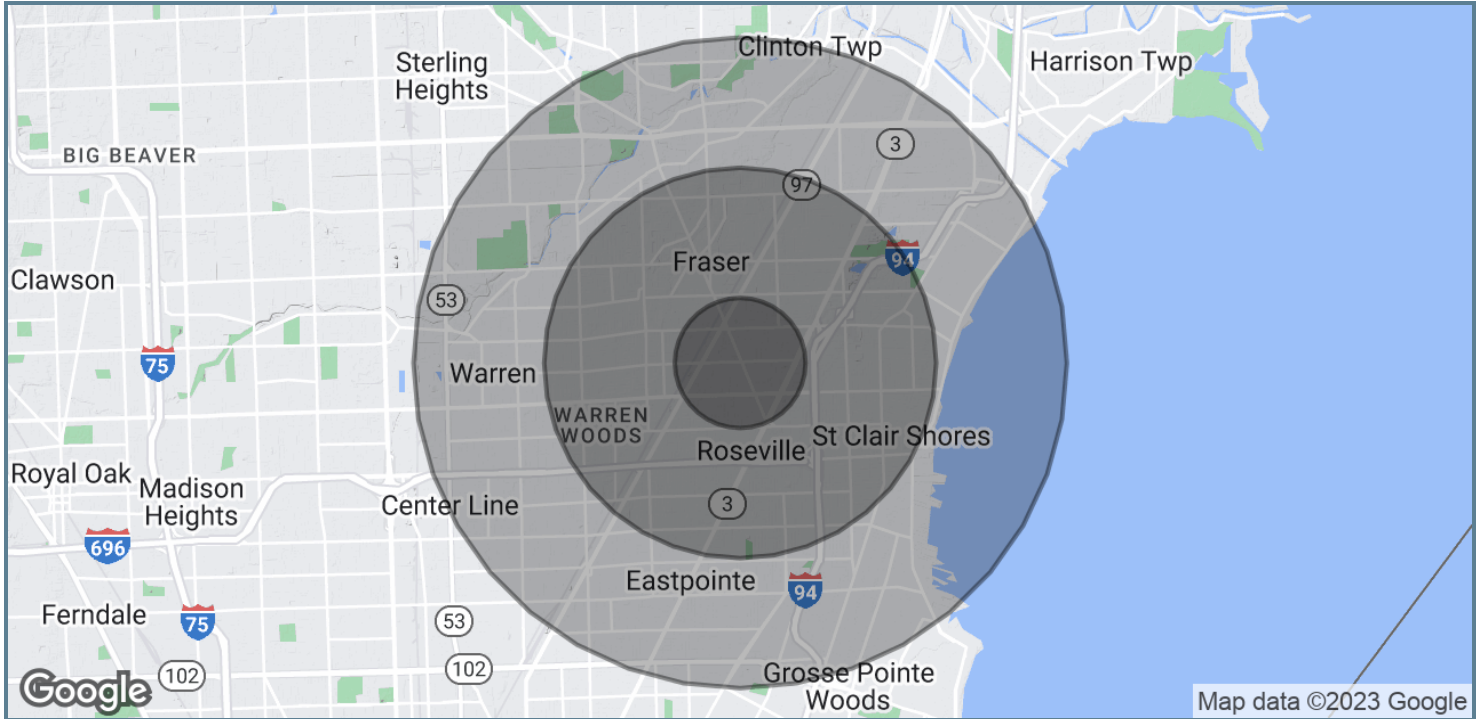 Clinton Twp
Sterling
Heights
Harrison Twp
3
BIG BEAVER
97
Fraser
94
Clawson
53
75
Warren
WARREN
WOODS
St Clair Shores
Roseville
Royal Oak
Madison
Heights
Center Line
3
696
Eastpointe
94
Ferndale
75
53
102
102
Grosse Pointe
Woods
Google
Map data ©2023 Google